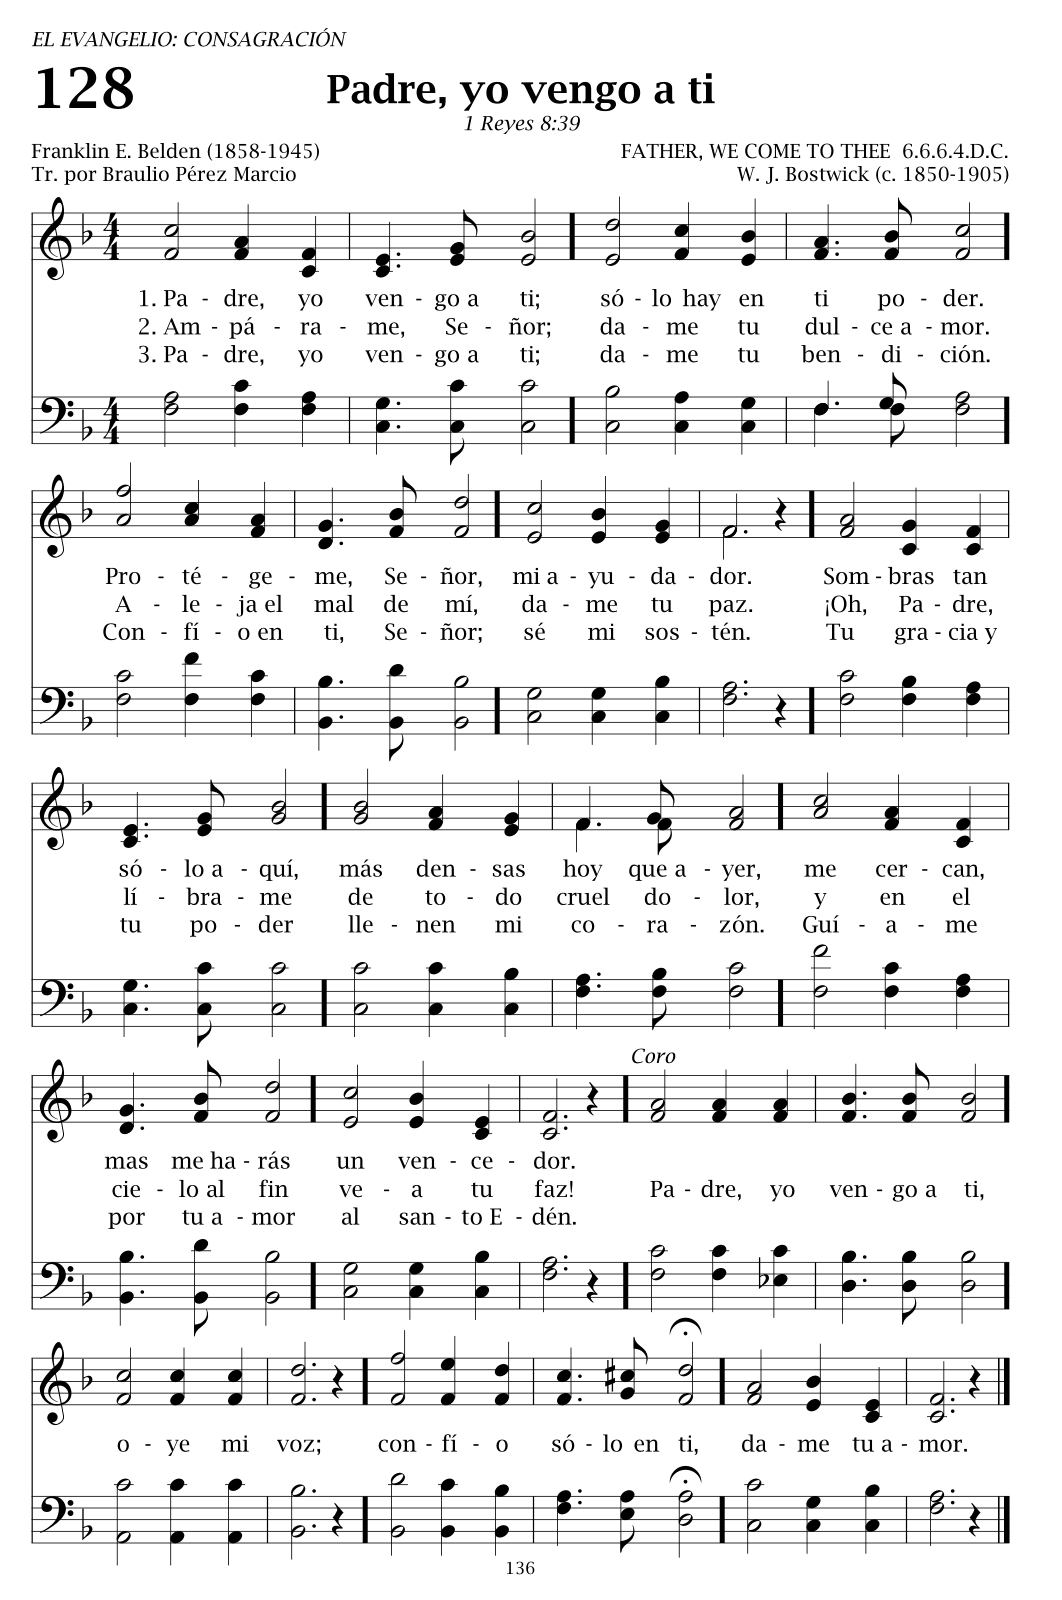 EL EVANGELIO: CONSAGRACIÓN
128
Padre, yo vengo a ti
1 Reyes 8:39
Franklin E. Belden (1858-1945)
FATHER, WE COME TO THEE 6.6.6.4.D.C.
Tr. por Braulio Pérez Marcio
W. J. Bostwick (c. 1850-1905)
1. Pa - dre, yo ven - go a ti; só - lo hay en ti po - der.
2. Am - pá - ra - me, Se - ñor; da - me tu dul - ce a - mor.
3. Pa - dre, yo ven - go a ti; da - me tu ben - di - ción.
Pro - té - ge - me, Se - ñor, mi a - yu - da - dor. Som - bras tan
A - le - ja el mal de mí, da - me tu paz. ¡Oh, Pa - dre,
Con - fí - o en ti, Se - ñor; sé mi sos - tén. Tu gra - cia y
só - lo a - quí, más den - sas hoy que a - yer, me cer - can,
lí - bra - me de to - do cruel do - lor, y en el
tu po - der lle - nen mi co - ra - zón. Guí - a - me
Coro
mas me ha - rás un ven - ce - dor.
cie - lo al fin ve - a tu faz! Pa - dre, yo ven - go a ti,
por tu a - mor al san - to E - dén.
o - ye mi voz; con - fí - o só - lo en ti, da - me tu a - mor.
136